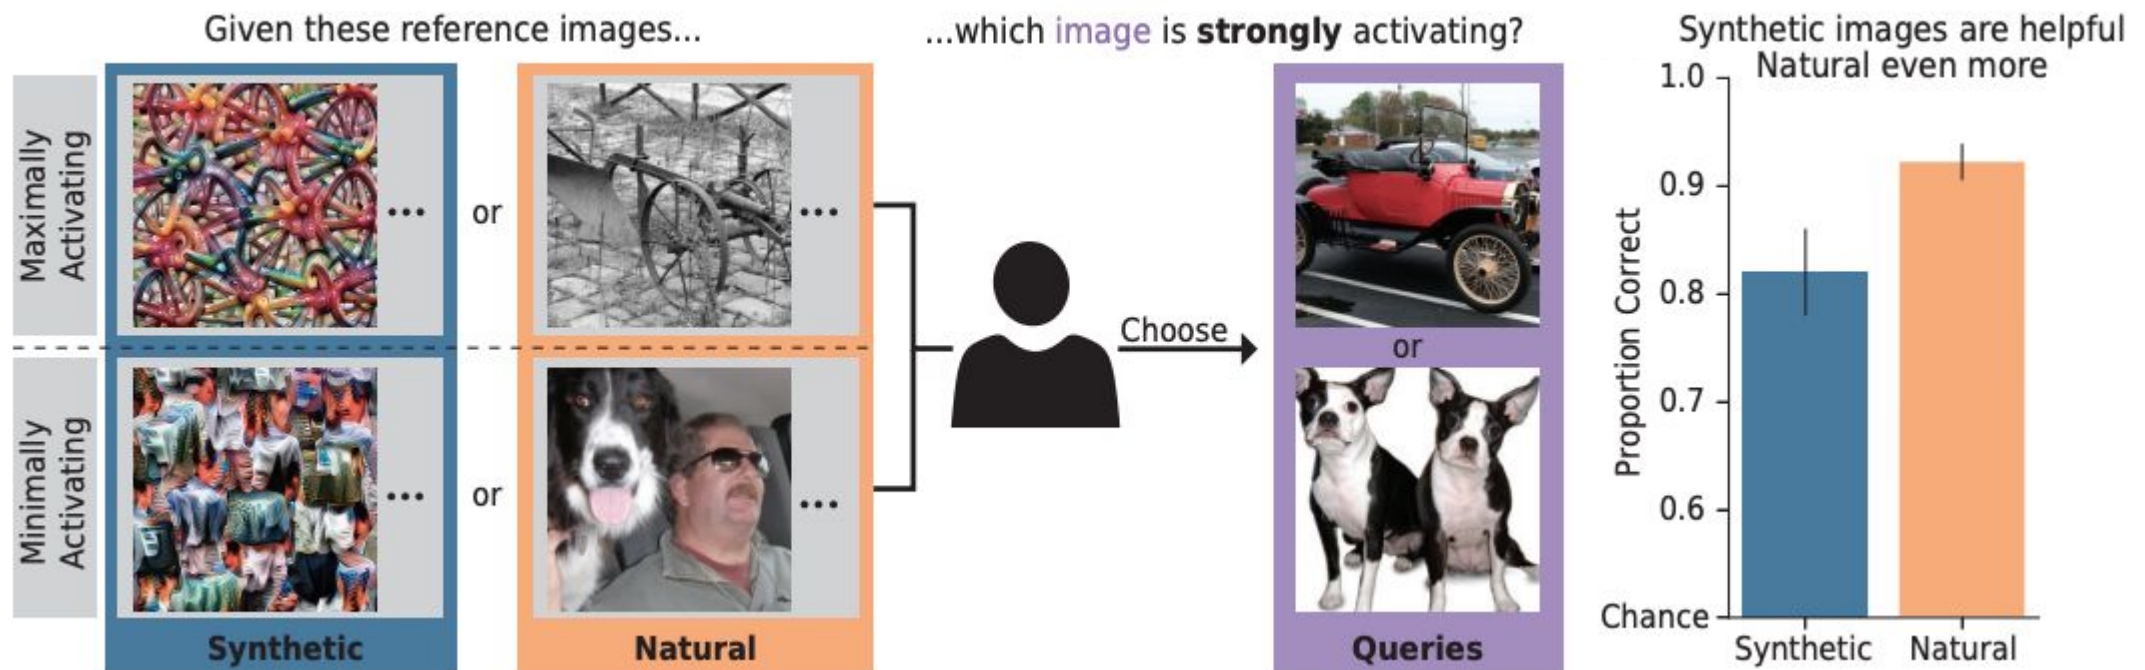 Given these reference images...
...which image is strongly activating?
Synthetic images are helpful
Natural even more
Maximally
Activating
...
or
...
Minimally
Activating
...
or
...
Choose
or
Synthetic
Natural
Queries
Proportion Correct
1.0
0.9
0.8
0.7
0.6
Chance
Synthetic
Natural